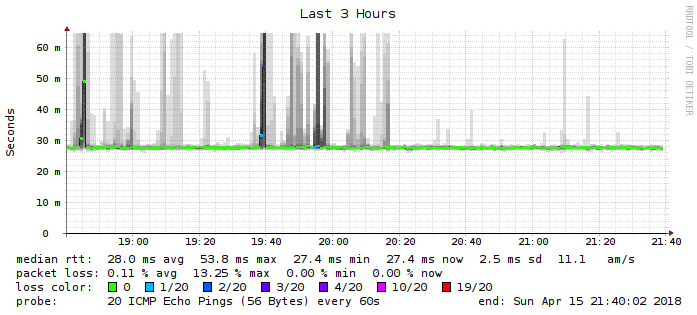 Last 3 Hours
RRDTOOL / TOBI OETIKER
Seconds
60 m
50 m
40 m
30 m
20 m
10 m
0
19:00 19:20 19:40 20:00 20:20 20:40 21:00 21:20 21:40
median rtt: 28.0 ms avg 53.8 ms max 27.4 ms min 27.4 ms now 2.5 ms sd 11.1 am/s
packet loss: 0.11 % avg 13.25 % max 0.00 % min 0.00 % now
loss color: 0 1/20 2/20 3/20 4/20 10/20 19/20
probe: 20 ICMP Echo Pings (56 Bytes) every 60s end: Sun Apr 15 21:40:02 2018